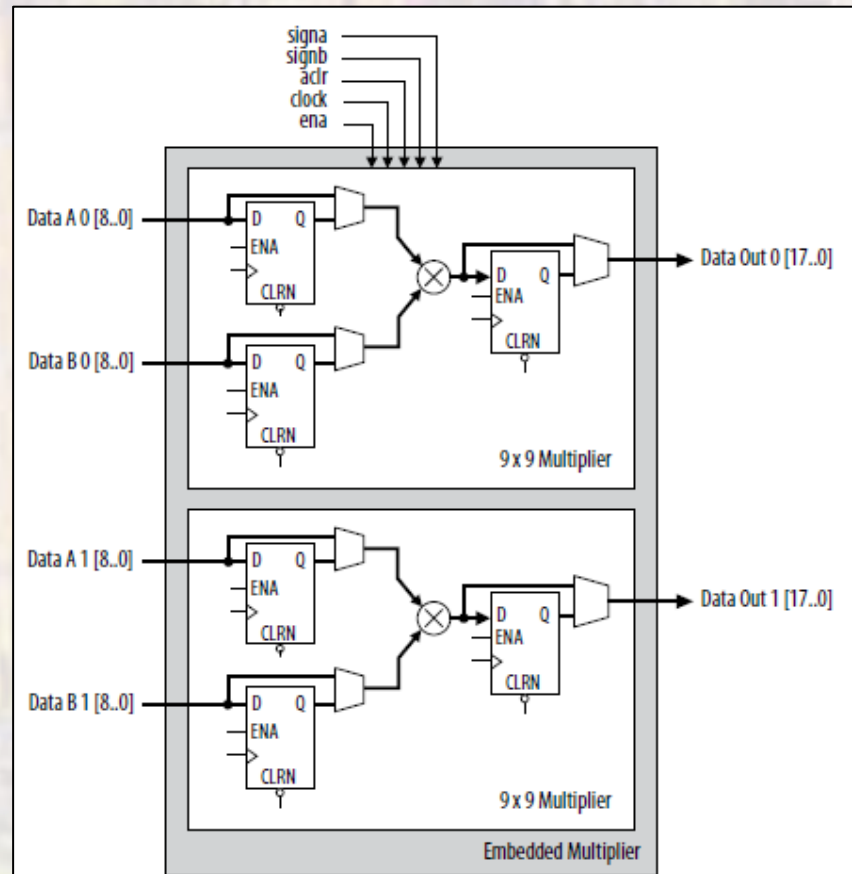 signa
signb
aclr
clock
ena
Data A 0 [8..0]
D Q
ENA
CLRN
Data B 0 [8..0]
D Q
ENA
CLRN
D Q
ENA
CLRN
Data Out 0 [17..0]
9 x 9 Multiplier
Data A 1 [8..0]
D Q
ENA
CLRN
Data B 1 [8..0]
D Q
ENA
CLRN
D Q
ENA
CLRN
Data Out 1 [17..0]
9 x 9 Multiplier
Embedded Multiplier